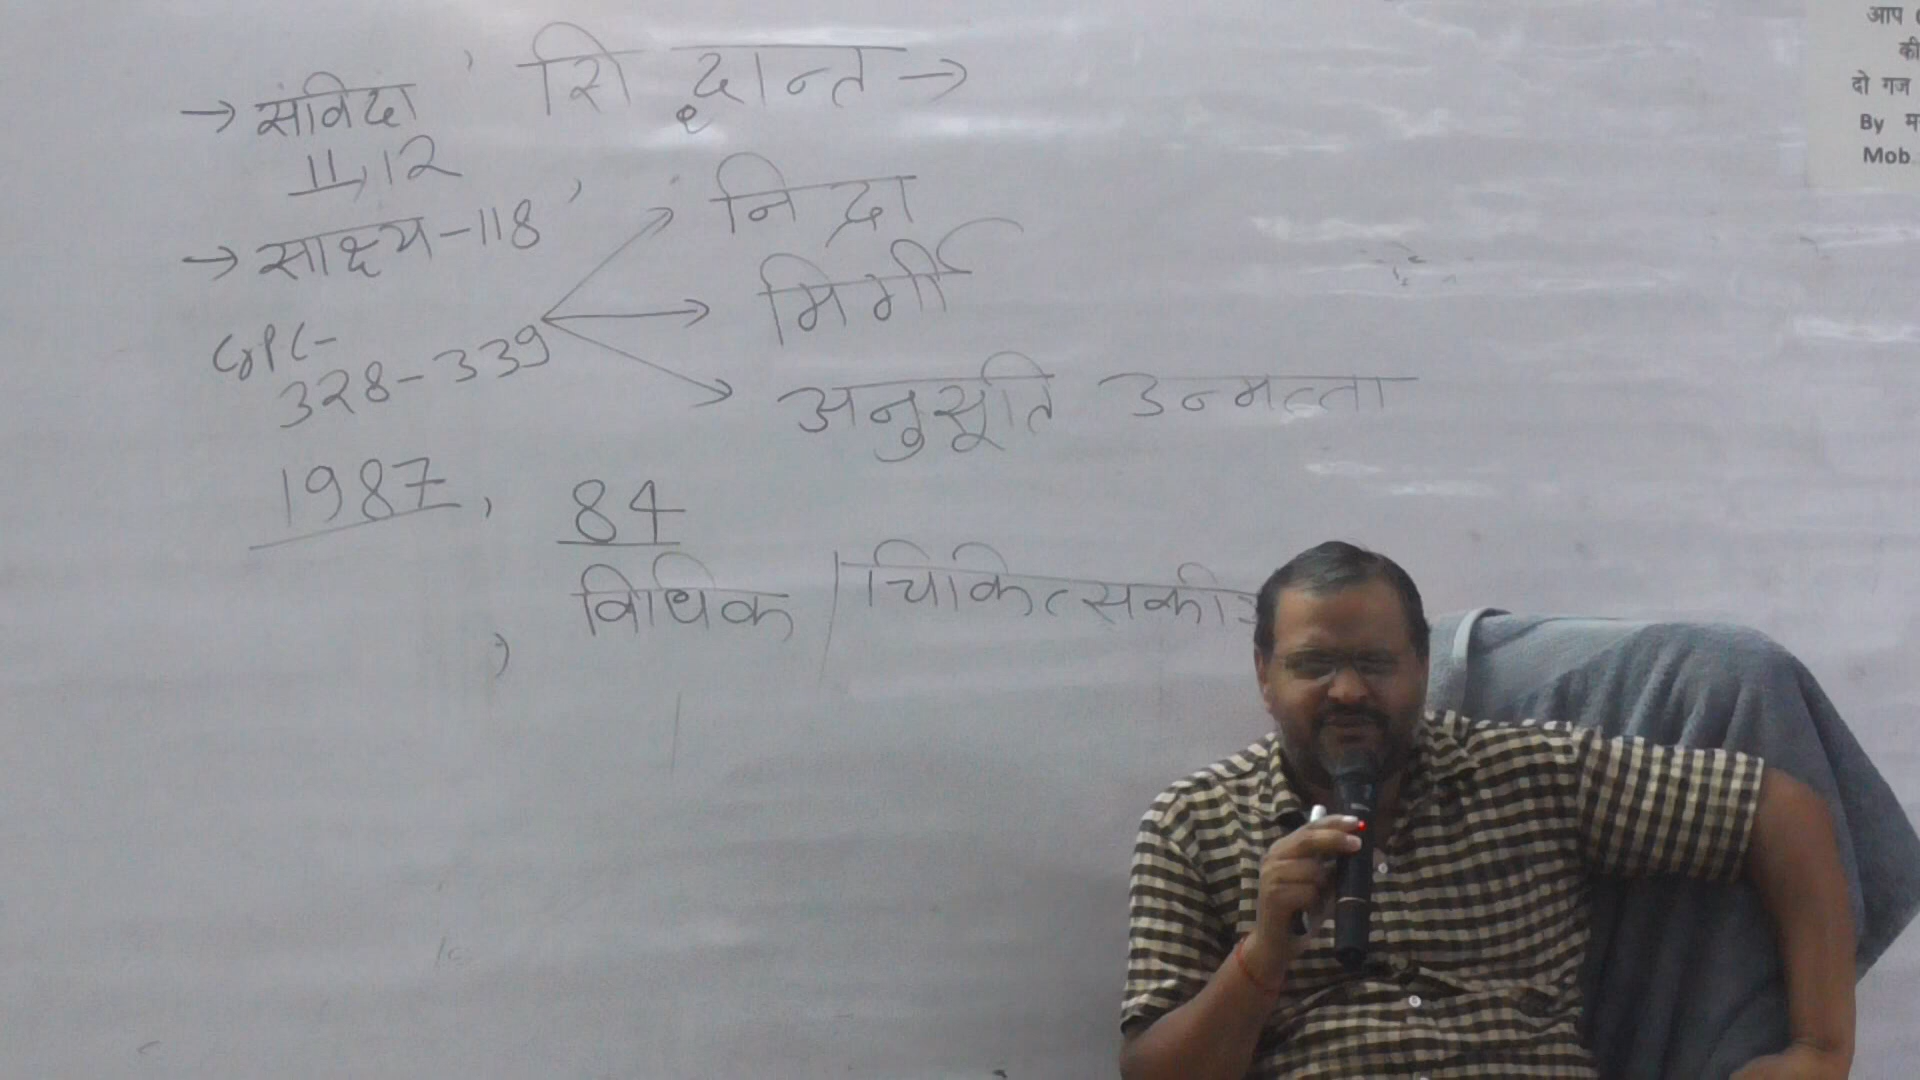 → संविदा ' सिद्धान्त →
11, 12
→ साक्ष्य-118 '
निद्रा
मिर्गी
CrPC-
328-339
अनुसूति उन्मत्ता
1987, 84
विधिक / चिकित्सकीय
आप
की
दो गज
By म
Mob